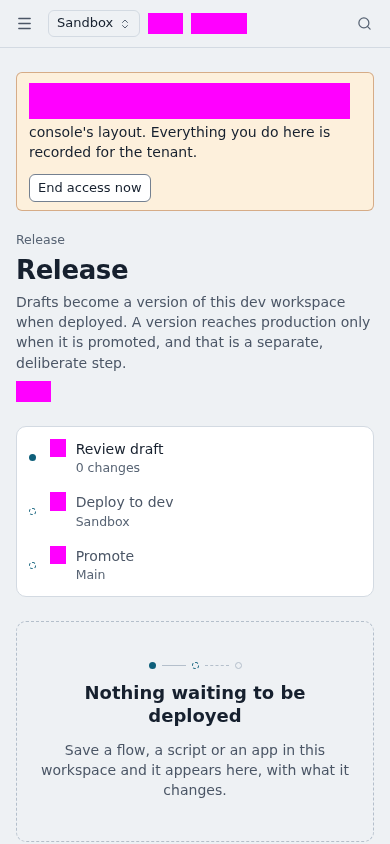 Sandbox
console's layout. Everything you do here is
recorded for the tenant.
End access now
Release
Release
Drafts become a version of this dev workspace
when deployed. A version reaches production only
when it is promoted, and that is a separate,
deliberate step.
Review draft
0 changes
Deploy to dev
Sandbox
Promote
Main
Nothing waiting to be
deployed
Save a flow, a script or an app in this
workspace and it appears here, with what it
changes.